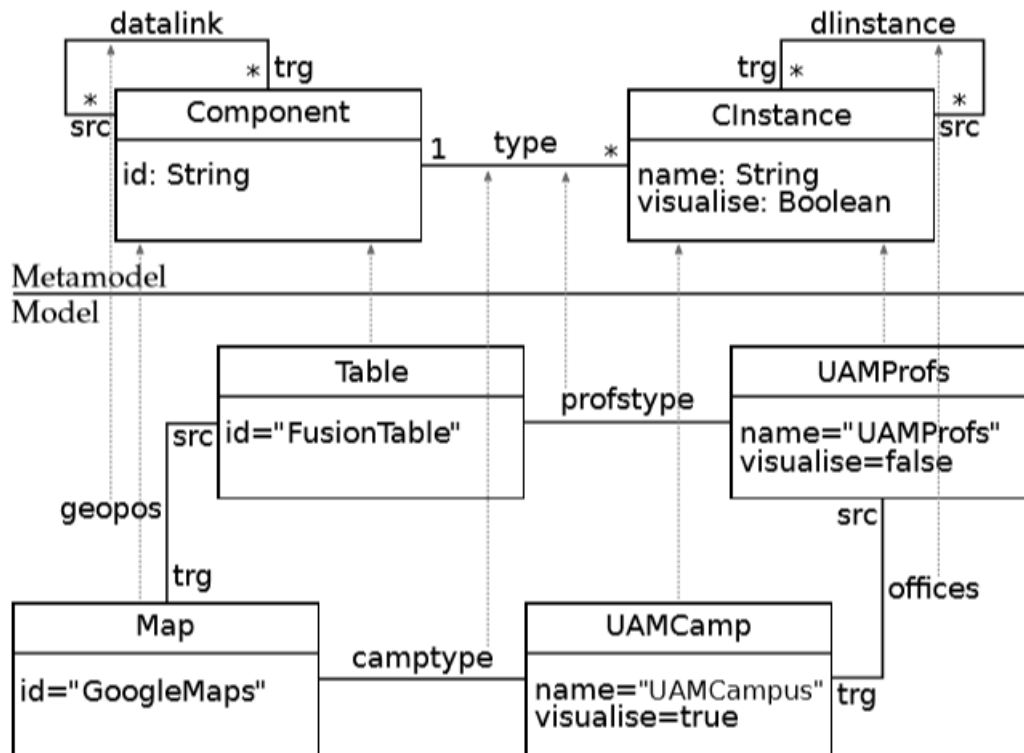 datalink
dlinstance
* trg
trg *
*
*
src
Component
CInstance
src
1 type *
id: String
name: String
visualise: Boolean
Metamodel
Model
Table
UAMProfs
profstype
src
id="FusionTable"
name="UAMProfs"
visualise=false
geopos
src
trg
offices
Map
UAMCamp
camptype
id="GoogleMaps"
name="UAMCampus"
trg
visualise=true